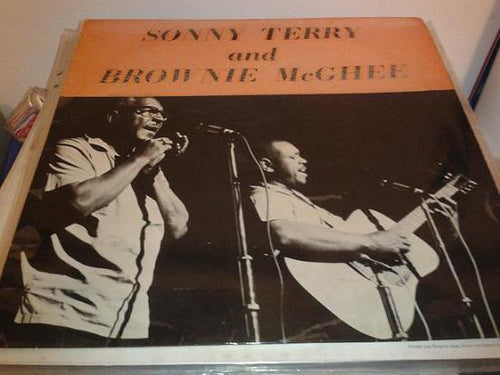 SONNY TERRY
and
BROWNIE McGHEE